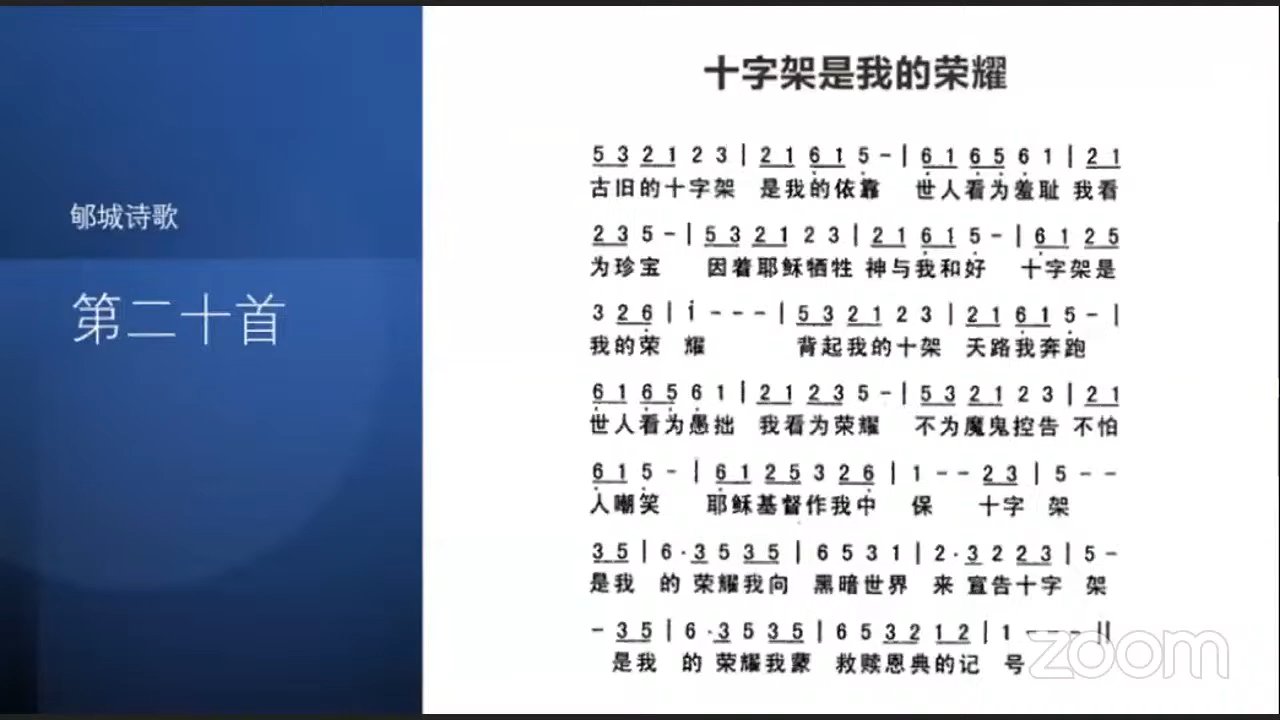 郇城诗歌
第二十首
十字架是我的荣耀
5 3 2 1 2 3 | 2 1 6 1 5 - | 6 1 6 5 6 1 | 2 1
古旧的十字架 是我的依靠 世人看为羞耻 我看
2 3 5 - | 5 3 2 1 2 3 | 2 1 6 1 5 - | 6 1 2 5
为珍宝 因着耶稣牺牲 神与我和好 十字架是
3 2 6 | i - - - | 5 3 2 1 2 3 | 2 1 6 1 5 - |
我的荣 耀 背起我的十架 天路我奔跑
6 1 6 5 6 1 | 2 1 2 3 5 - | 5 3 2 1 2 3 | 2 1
世人看为愚拙 我看为荣耀 不为魔鬼控告 不怕
6 1 5 - | 6 1 2 5 3 2 6 | 1 - - 2 3 | 5 - -
人嘲笑 耶稣基督作我中 保 十字 架
3 5 | 6 · 3 5 3 5 | 6 5 3 1 | 2 · 3 2 2 3 | 5 -
是我 的 荣耀我向 黑暗世界 来 宣告十字 架
- 3 5 | 6 · 3 5 3 5 | 6 5 3 2 1 2 | 1 - - - ||
是我 的 荣耀我蒙 救赎恩典的记 号
zoom